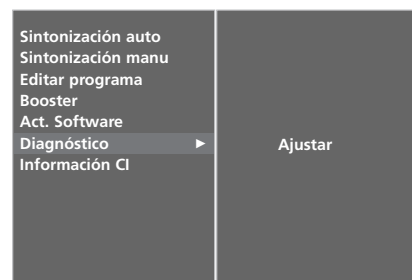 Sintonización auto
Sintonización manu
Editar programa
Booster
Act. Software
Diagnóstico ►
Información CI
Ajustar